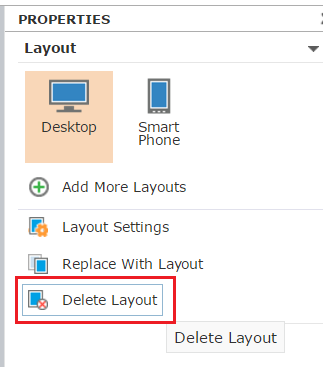 PROPERTIES
Layout
Desktop
Smart
Phone
Add More Layouts
Layout Settings
Replace With Layout
Delete Layout
Delete Layout